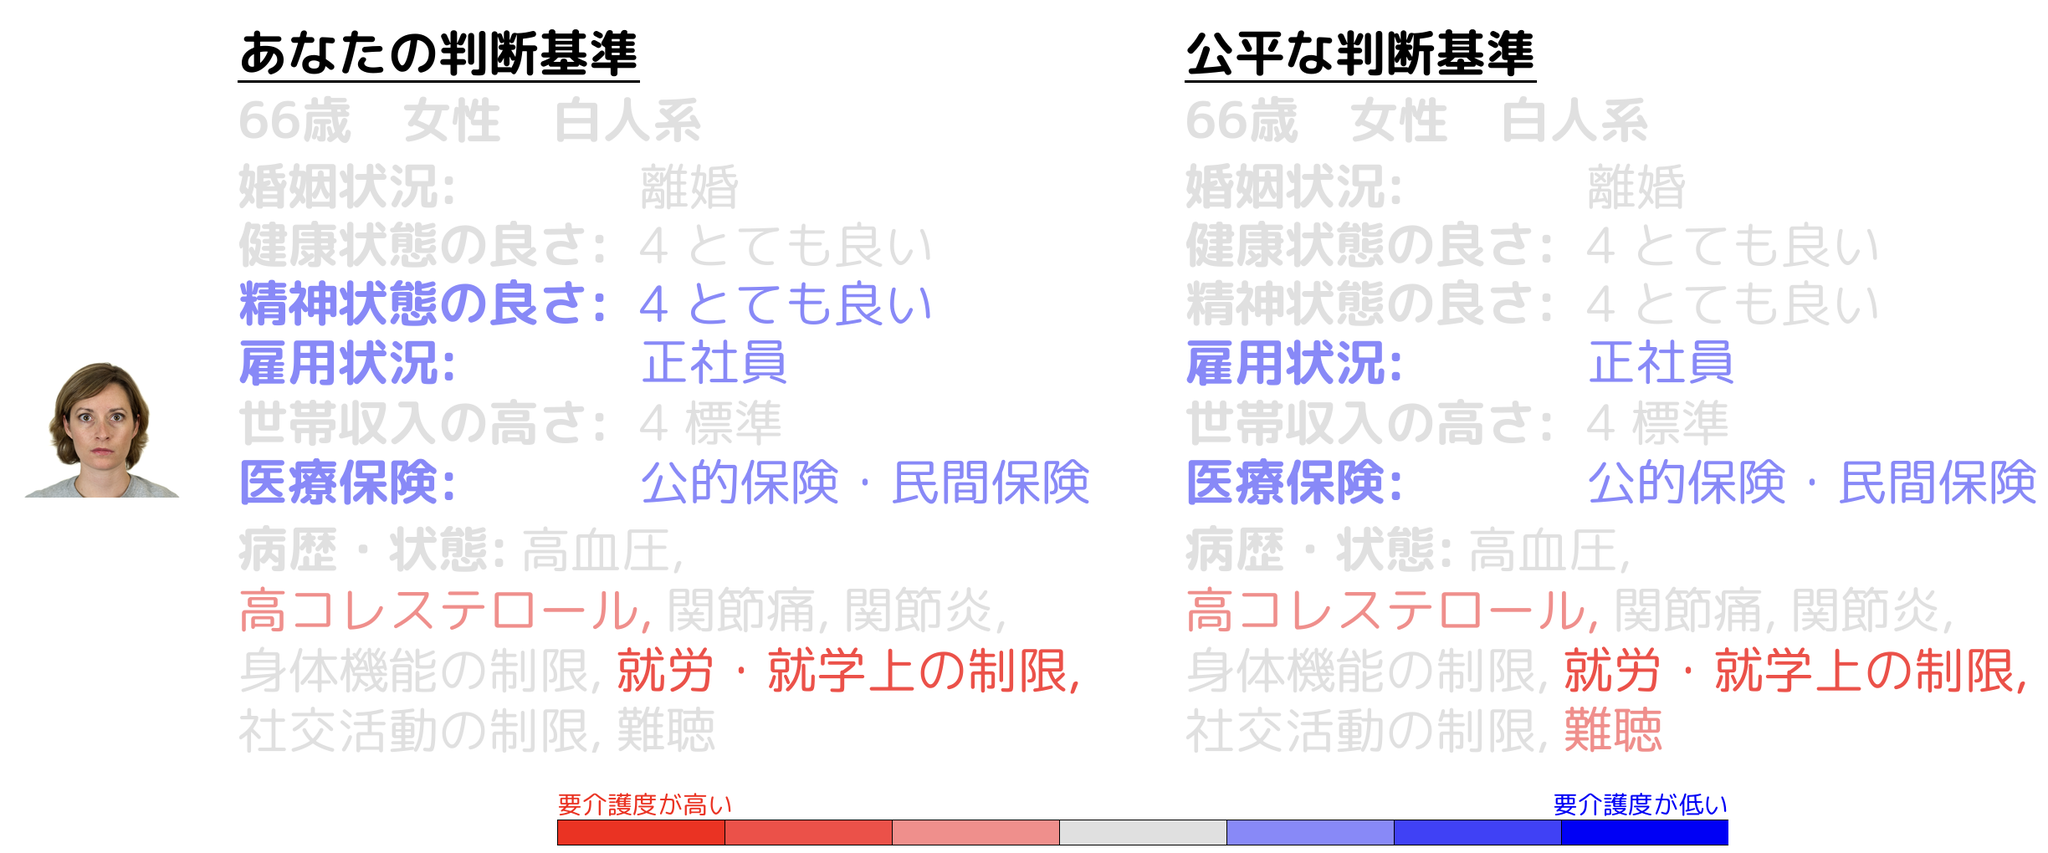 あなたの判断基準
66歳 女性 白人系
婚姻状況: 離婚
健康状態の良さ: 4 とても良い
精神状態の良さ: 4 とても良い
雇用状況: 正社員
世帯収入の高さ: 4 標準
医療保険: 公的保険・民間保険
病歴・状態: 高血圧,
高コレステロール, 関節痛, 関節炎,
身体機能の制限, 就労・就学上の制限,
社交活動の制限, 難聴
公平な判断基準
66歳 女性 白人系
婚姻状況: 離婚
健康状態の良さ: 4 とても良い
精神状態の良さ: 4 とても良い
雇用状況: 正社員
世帯収入の高さ: 4 標準
医療保険: 公的保険・民間保険
病歴・状態: 高血圧,
高コレステロール, 関節痛, 関節炎,
身体機能の制限, 就労・就学上の制限,
社交活動の制限, 難聴
要介護度が高い
要介護度が低い